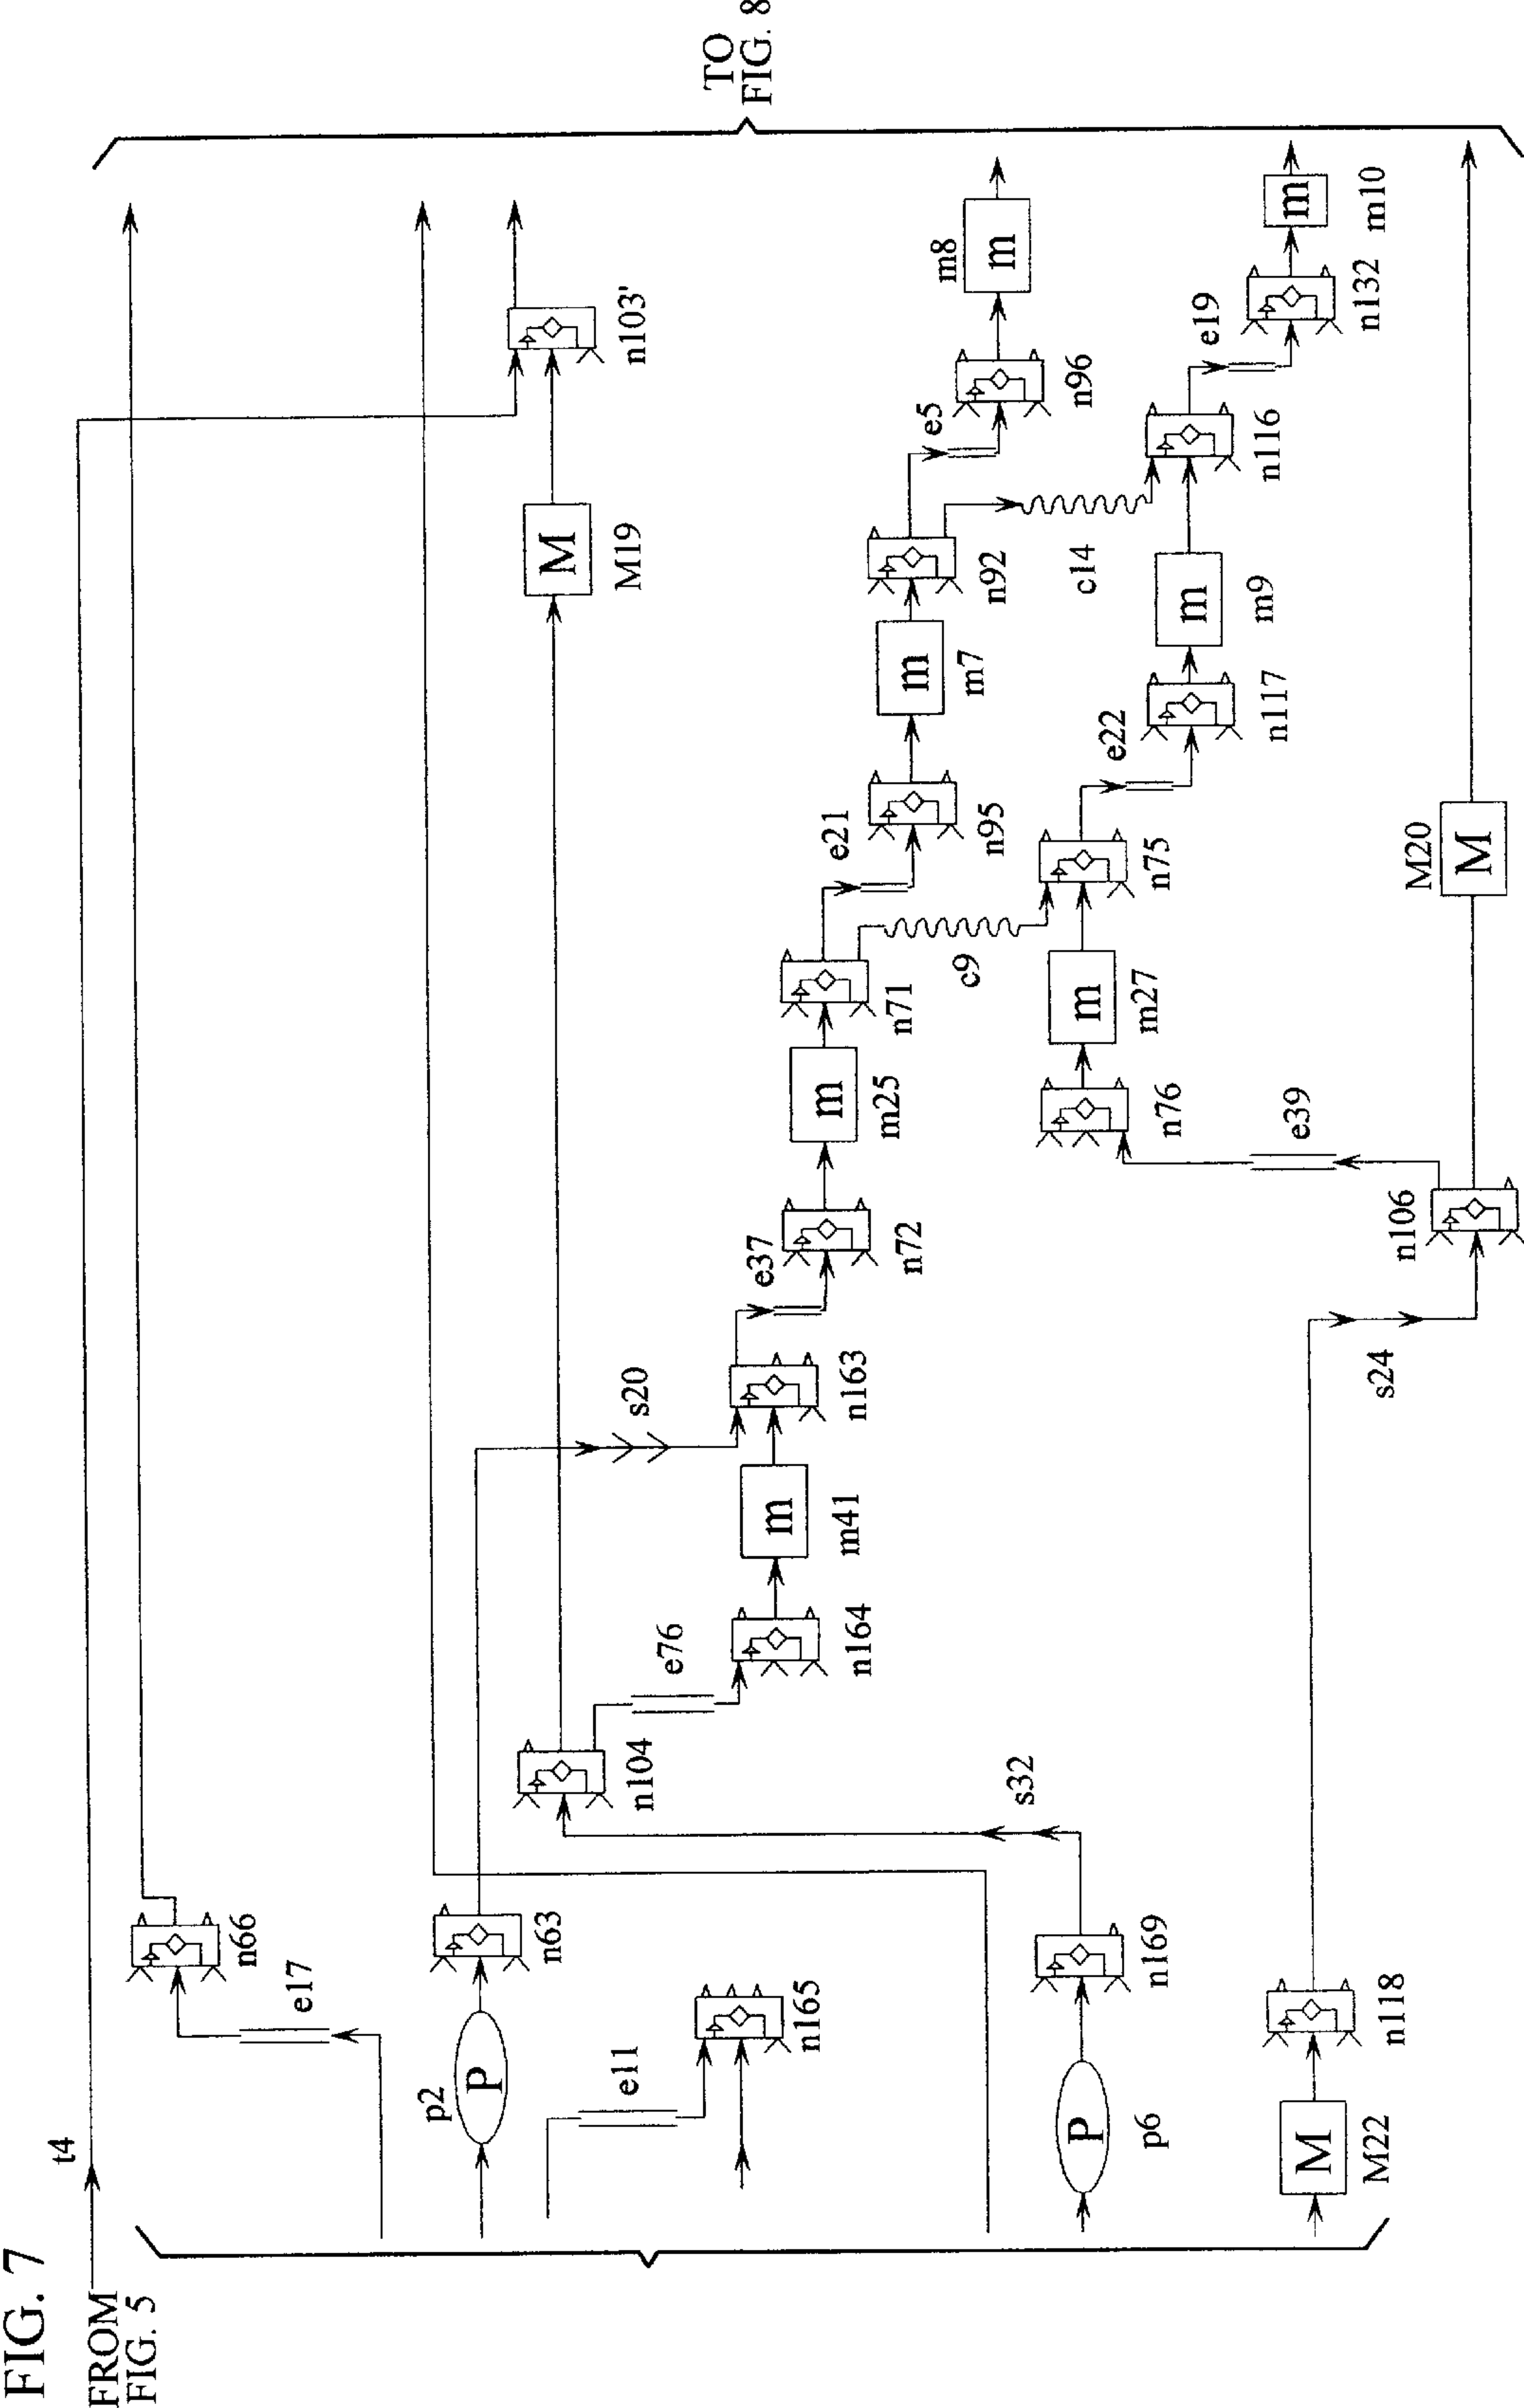 FIG. 7
FROM
FIG. 5
t4
TO
FIG. 8
n66
e17
p2
P
n63
e11
n165
P
p6
n169
s32
M
M22
n118
s24
n104
e76
n164
m
m41
s20
n163
e37
n72
m
m25
n71
e21
c9
n95
m
m7
n92
e5
c14
n96
m8
m
M
M19
n103'
n106
e39
n76
m
m27
n75
e22
n117
m
m9
n116
e19
n132
m
m10
M20
M